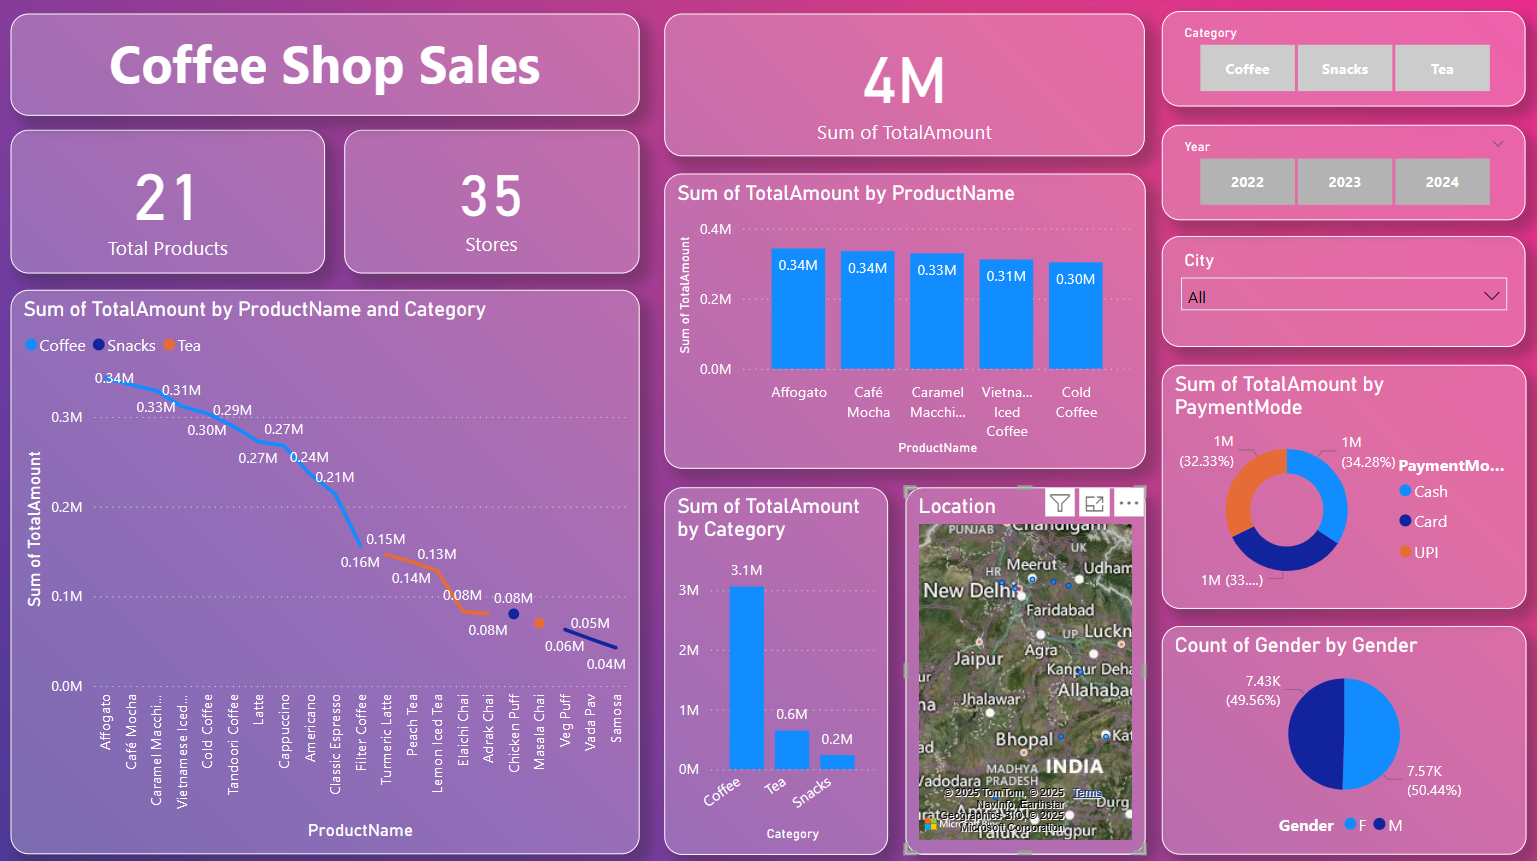 Coffee Shop Sales
21
Total Products
35
Stores
4M
Sum of TotalAmount
Category
Coffee
Snacks
Tea
Year
2022
2023
2024
City
All
Sum of TotalAmount by ProductName and Category
Coffee
Snacks
Tea
Sum of TotalAmount
0.3M
0.2M
0.1M
0.0M
0.34M
0.33M
0.31M
0.30M
0.29M
0.27M
0.27M
0.24M
0.21M
0.16M
0.15M
0.14M
0.13M
0.08M
0.08M
0.08M
0.06M
0.05M
0.04M
Affogato
Café Mocha
Caramel Macchi...
Vietnamese Iced...
Cold Coffee
Tandoori Coffee
Latte
Cappuccino
Americano
Classic Espresso
Filter Coffee
Turmeric Latte
Peach Tea
Lemon Iced Tea
Elaichi Chai
Adrak Chai
Chicken Puff
Masala Chai
Veg Puff
Vada Pav
Samosa
ProductName
Sum of TotalAmount by ProductName
Sum of TotalAmount
0.4M
0.2M
0.0M
0.34M
0.34M
0.33M
0.31M
0.30M
Affogato
Café
Mocha
Caramel
Macchi...
Vietna...
Iced
Coffee
Cold
Coffee
ProductName
Sum of TotalAmount
by Category
3M
2M
1M
0M
3.1M
0.6M
0.2M
Coffee
Tea
Snacks
Category
Location
PUNJAB
Chandigarh
UK
HR
Meerut
Udham
New Delhi
Faridabad
UP
Luckn
Agra
Jaipur
Kanpur Deha
Jhalawar
Allahabad
na
Bhopal
Kat
ad
MADHYA
PRADESH
INDIA
Vadodara
© 2025 TomTom, © 2025
Terms
NavInfo, Earthstar
Durg
Geographics SIO, © 2025
Microsoft Corporation
Taluka
Nagpur
Sum of TotalAmount by
PaymentMode
1M
(32.33%)
1M
(34.28%)
1M (33....)
PaymentMo...
Cash
Card
UPI
Count of Gender by Gender
7.43K
(49.56%)
7.57K
(50.44%)
Gender
F
M